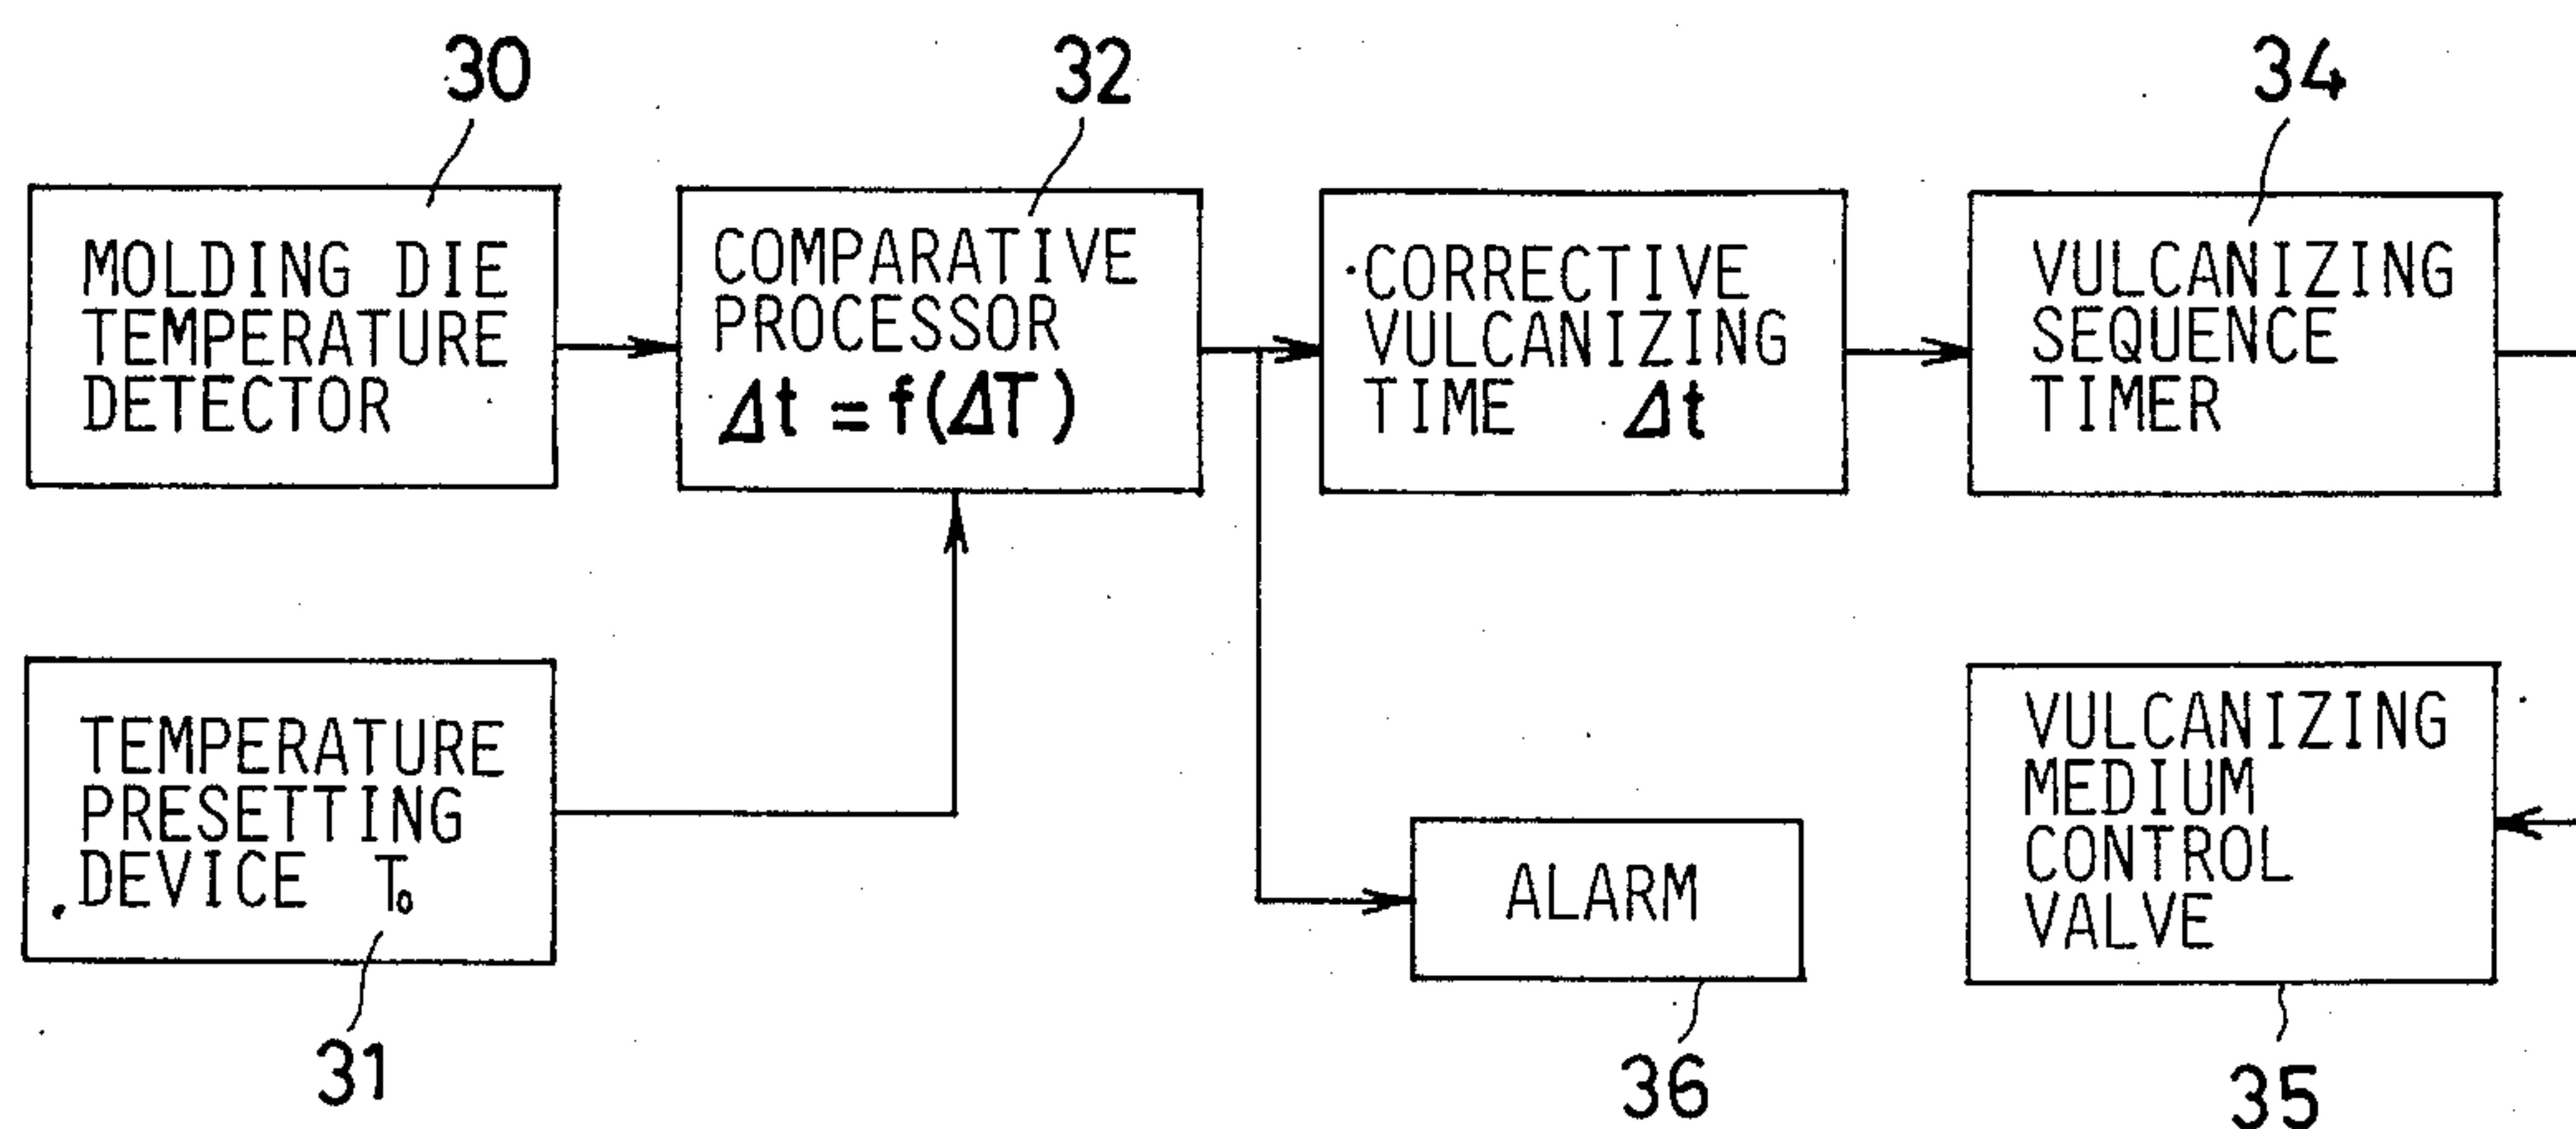 30
32
34
MOLDING DIE
TEMPERATURE
DETECTOR
COMPARATIVE
PROCESSOR
Δt = f(ΔT)
CORRECTIVE
VULCANIZING
TIME Δt
VULCANIZING
SEQUENCE
TIMER
TEMPERATURE
PRESETTING
DEVICE T₀
ALARM
VULCANIZING
MEDIUM
CONTROL
VALVE
31
36
35